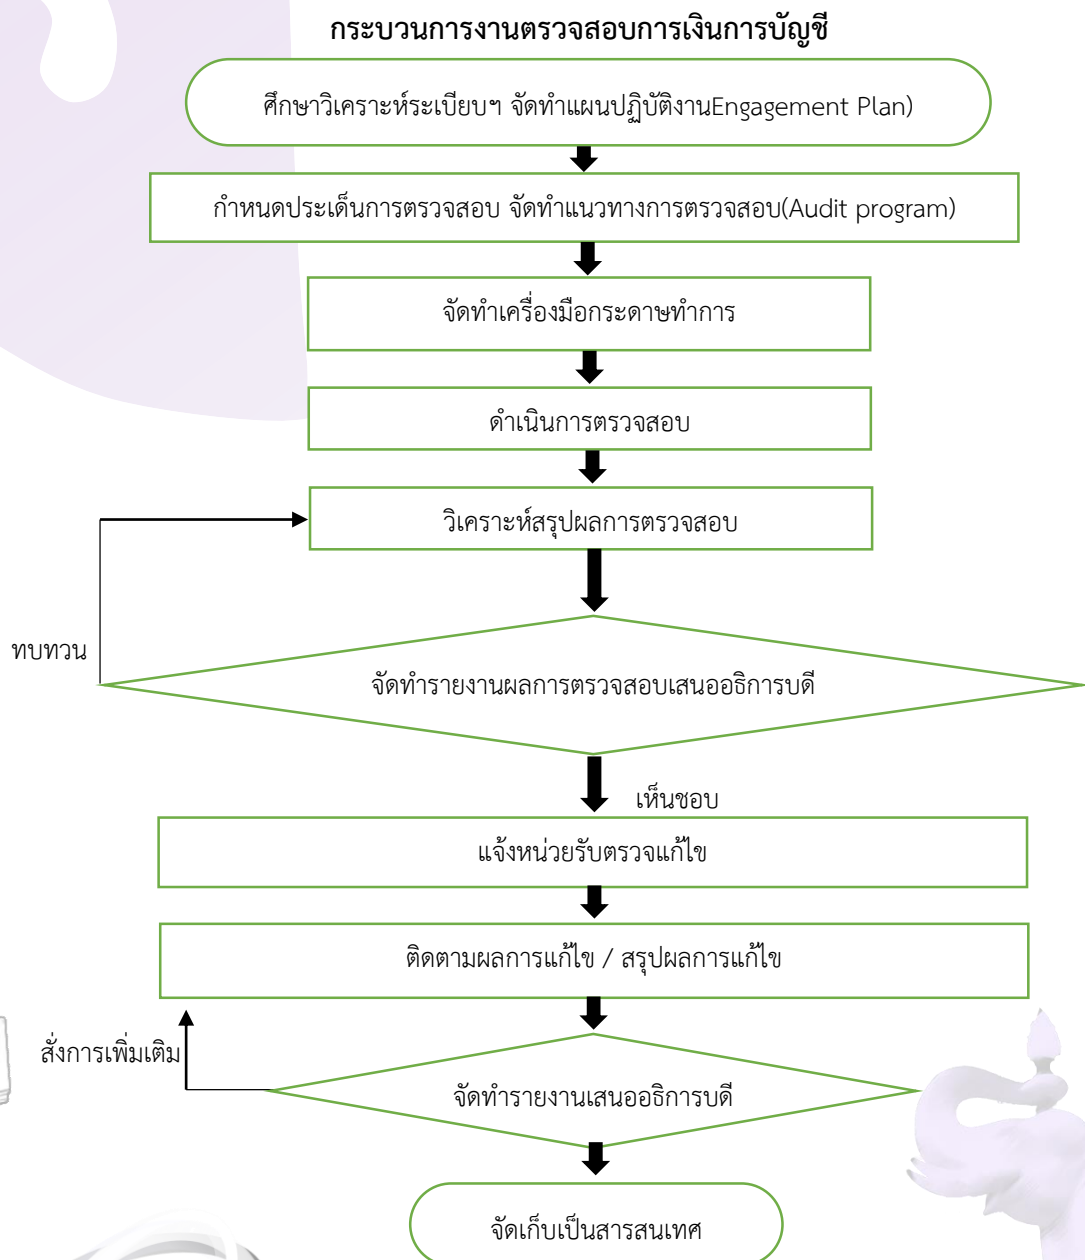 กระบวนการงานตรวจสอบการเงินการบัญชี
ศึกษาวิเคราะห์ระเบียบฯ จัดทำแผนปฏิบัติงานEngagement Plan)
กำหนดประเด็นการตรวจสอบ จัดทำแนวทางการตรวจสอบ(Audit program)
จัดทำเครื่องมือกระดาษทำการ
ดำเนินการตรวจสอบ
วิเคราะห์สรุปผลการตรวจสอบ
ทบทวน
จัดทำรายงานผลการตรวจสอบเสนออธิการบดี
เห็นชอบ
แจ้งหน่วยรับตรวจแก้ไข
ติดตามผลการแก้ไข / สรุปผลการแก้ไข
สั่งการเพิ่มเติม
จัดทำรายงานเสนออธิการบดี
จัดเก็บเป็นสารสนเทศ